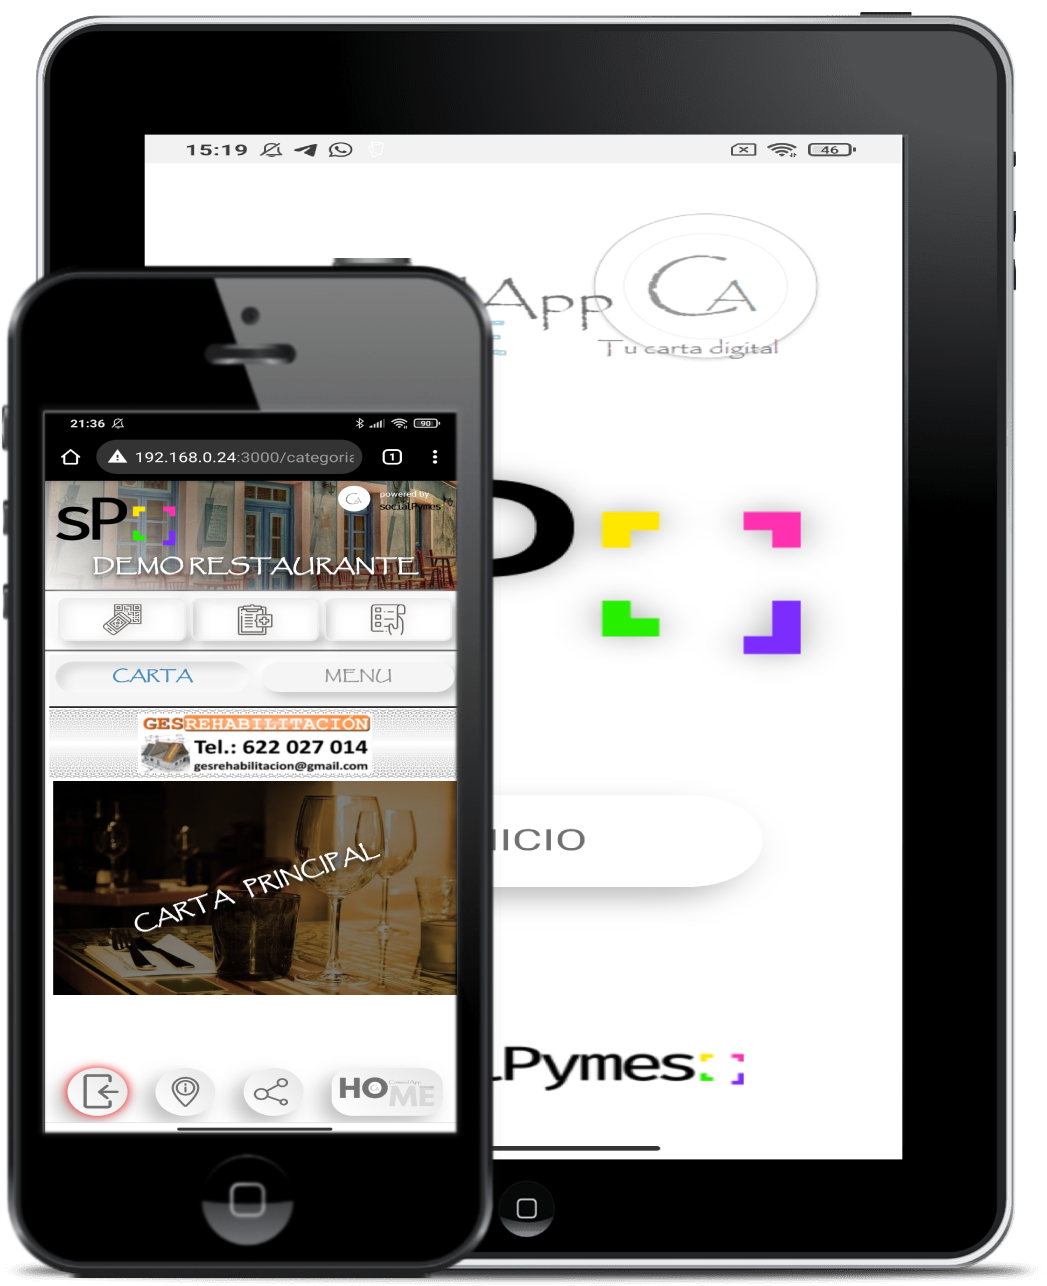 15:19
46
App
CA
Tu carta digital
21:36
90
192.168.0.24:3000/categoria
1
sP
CA
powered by
socialPymes
DEMO RESTAURANTE
CARTA
MENU
GESREHABILITACIÓN
Tel.: 622 027 014
gesrehabilitacion@gmail.com
CARTA PRINCIPAL
ICIO
Pymes
HOME